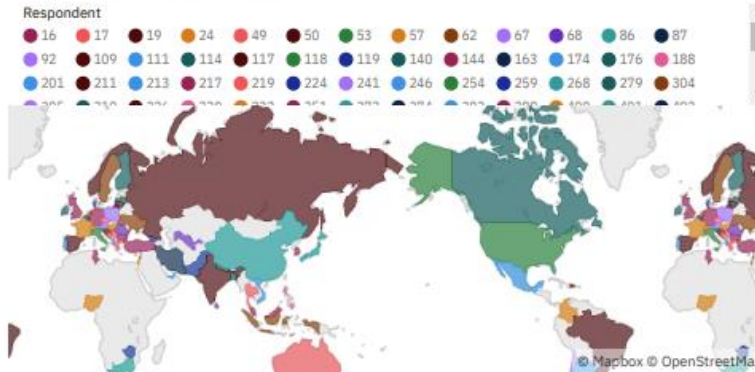 Respondent
16 17 19 24 49 50 53 57 62 67 68 86 87
92 109 111 114 117 118 119 140 144 163 174 176 188
201 211 213 217 219 224 241 246 254 259 268 279 304
© Mapbox © OpenStreetMa